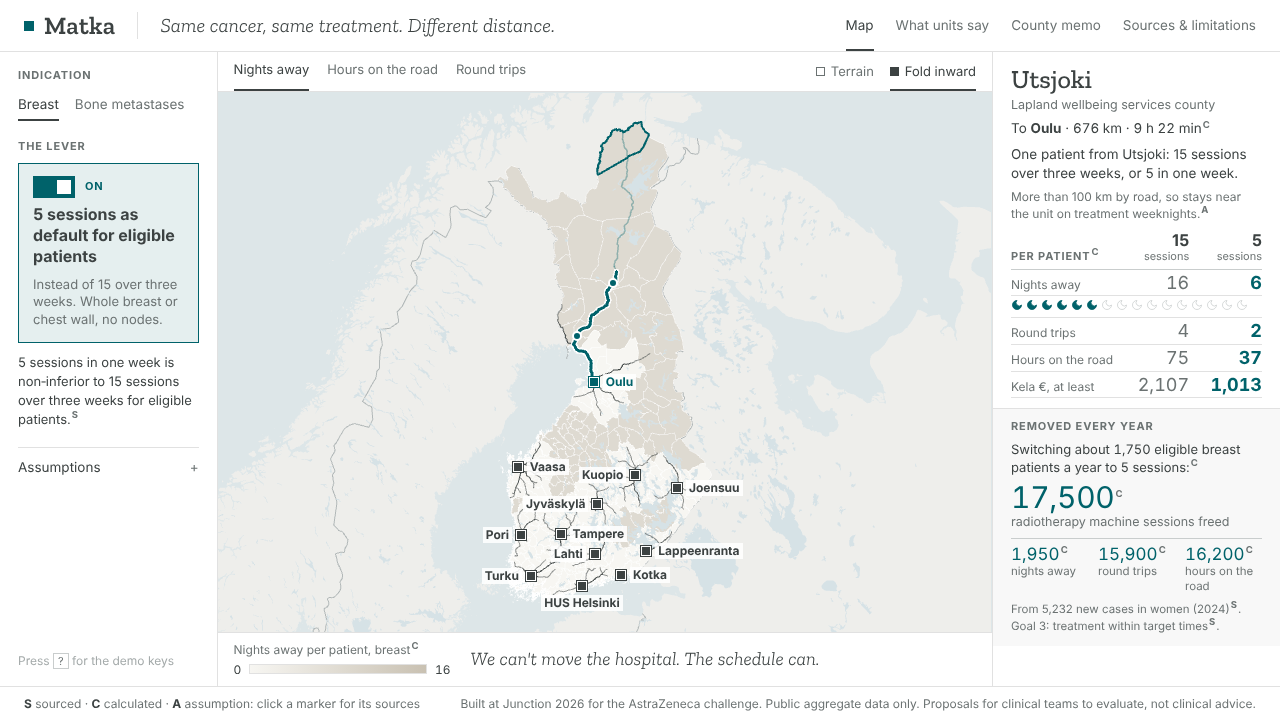 Matka
Same cancer, same treatment. Different distance.
Map
What units say
County memo
Sources & limitations
INDICATION
Breast
Bone metastases
THE LEVER
ON
5 sessions as
default for eligible
patients
Instead of 15 over three
weeks. Whole breast or
chest wall, no nodes.
5 sessions in one week is
non-inferior to 15 sessions
over three weeks for eligible
patients.S
Assumptions +
Press ? for the demo keys
Nights away
Hours on the road
Round trips
Terrain
Fold inward
Oulu
Vaasa
Kuopio
Joensuu
Jyväskylä
Pori
Tampere
Lahti
Lappeenranta
Turku
Kotka
HUS Helsinki
Nights away per patient, breastC
0 16
We can't move the hospital. The schedule can.
Utsjoki
Lapland wellbeing services county
To Oulu · 676 km · 9 h 22 minC
One patient from Utsjoki: 15 sessions
over three weeks, or 5 in one week.
More than 100 km by road, so stays near
the unit on treatment weeknights.A
15 5
PER PATIENTC sessions sessions
Nights away 16 6
Round trips 4 2
Hours on the road 75 37
Kela €, at least 2,107 1,013
REMOVED EVERY YEAR
Switching about 1,750 eligible breast
patients a year to 5 sessions:C
17,500C
radiotherapy machine sessions freed
1,950C 15,900C 16,200C
nights away round trips hours on the
road
From 5,232 new cases in women (2024)S.
Goal 3: treatment within target timesS.
S sourced · C calculated · A assumption: click a marker for its sources
Built at Junction 2026 for the AstraZeneca challenge. Public aggregate data only. Proposals for clinical teams to evaluate, not clinical advice.